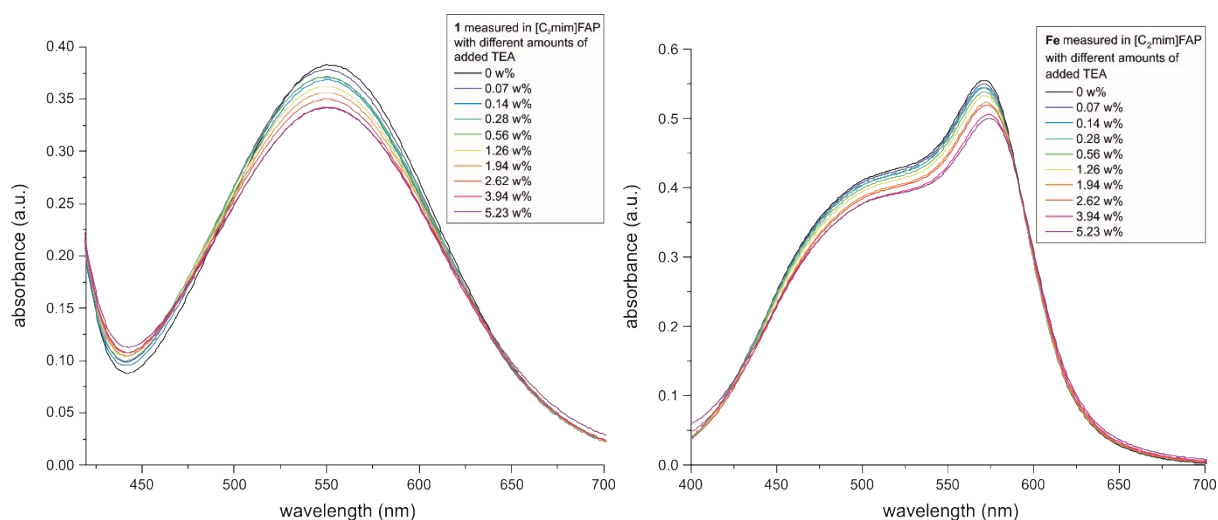 1 measured in [C₂mim]FAP
with different amounts of
added TEA
0 w%
0.07 w%
0.14 w%
0.28 w%
0.56 w%
1.26 w%
1.94 w%
2.62 w%
3.94 w%
5.23 w%
0.40
0.35
0.30
0.25
0.20
0.15
0.10
0.05
0.00
absorbance (a.u.)
450
500
550
600
650
700
wavelength (nm)
Fe measured in [C₂mim]FAP
with different amounts of
added TEA
0 w%
0.07 w%
0.14 w%
0.28 w%
0.56 w%
1.26 w%
1.94 w%
2.62 w%
3.94 w%
5.23 w%
0.6
0.5
0.4
0.3
0.2
0.1
0.0
absorbance (a.u.)
400
450
500
550
600
650
700
wavelength (nm)